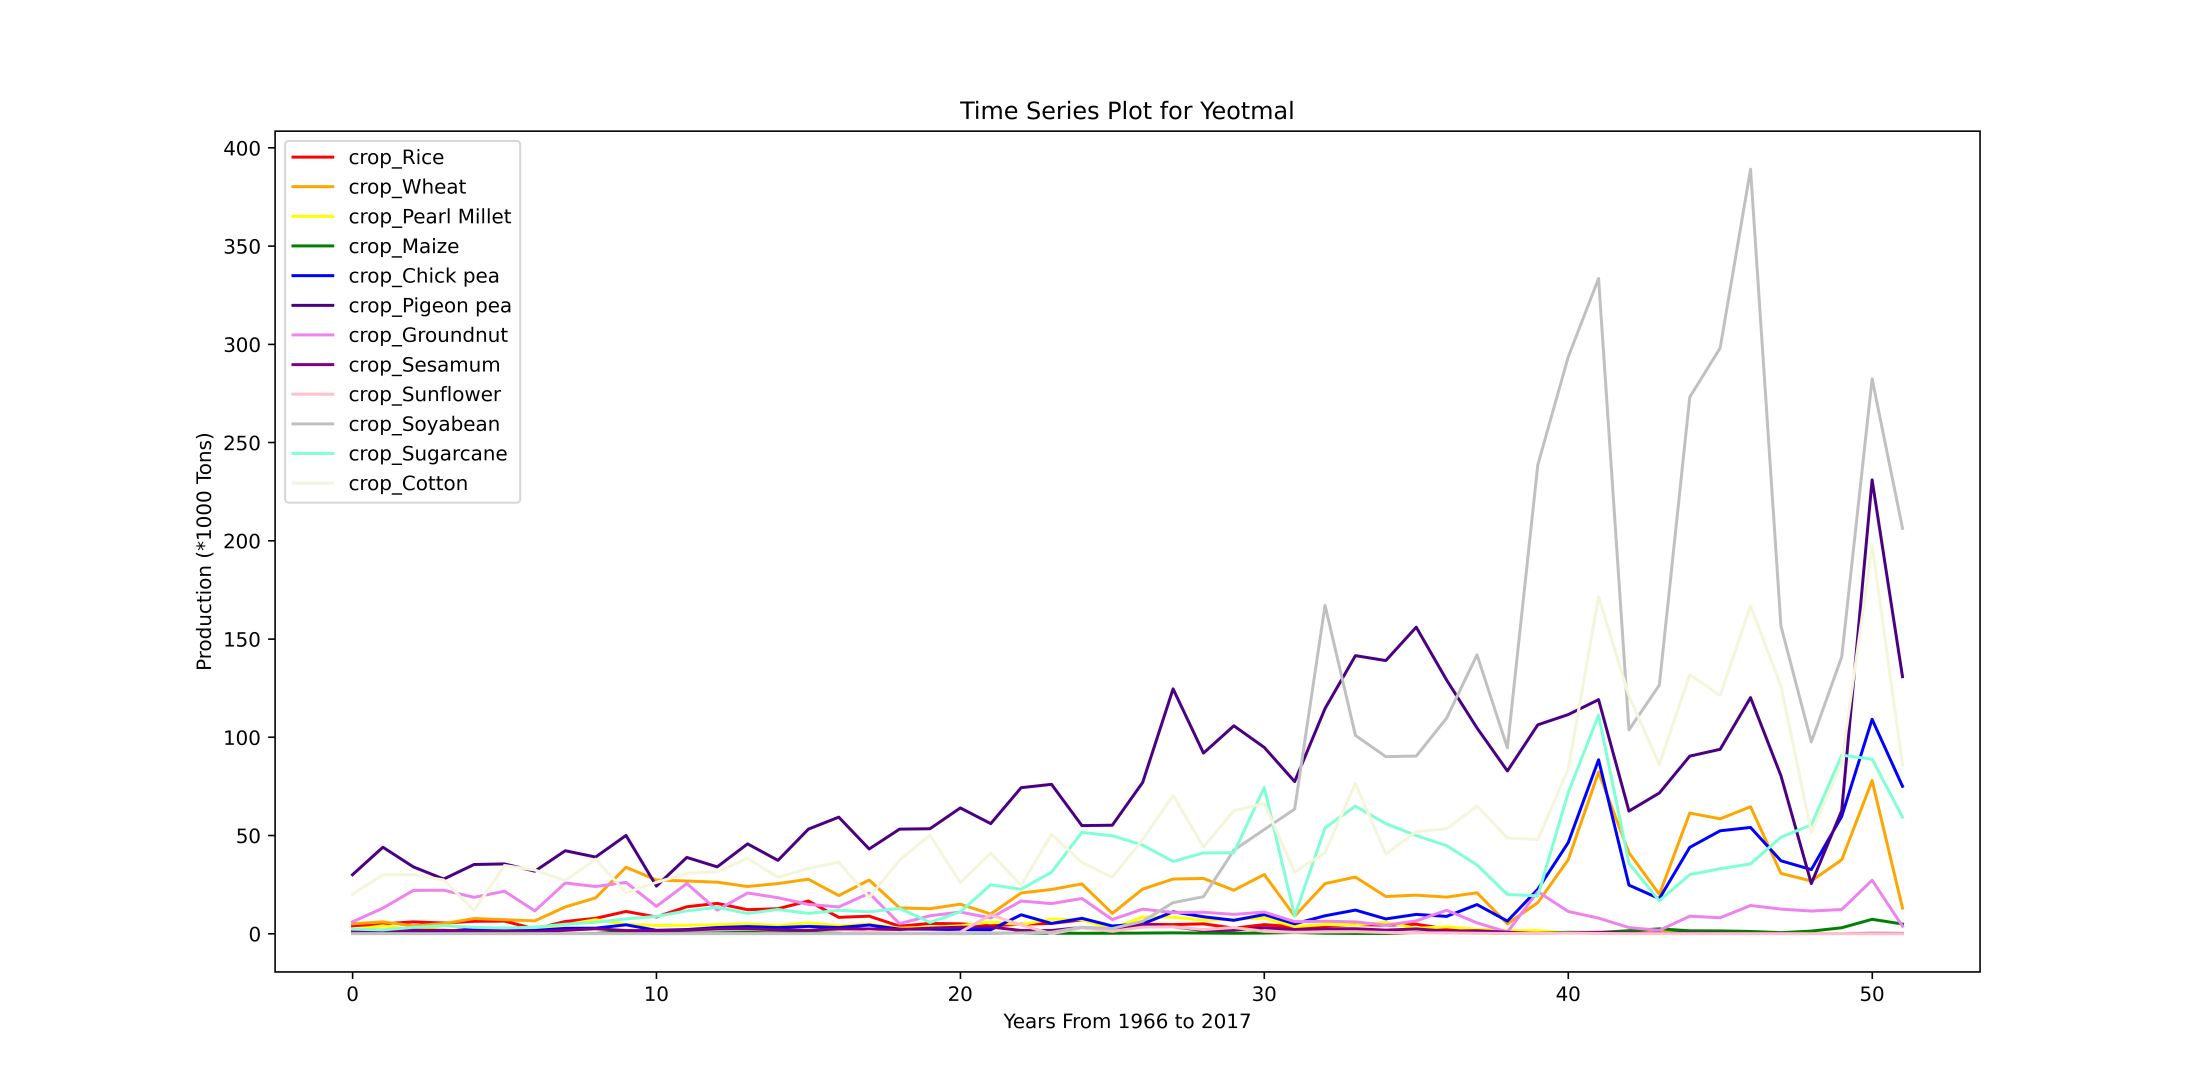 Time Series Plot for Yeotmal
400
350
300
250
200
150
100
50
0
Production (*1000 Tons)
crop_Rice
crop_Wheat
crop_Pearl Millet
crop_Maize
crop_Chick pea
crop_Pigeon pea
crop_Groundnut
crop_Sesamum
crop_Sunflower
crop_Soyabean
crop_Sugarcane
crop_Cotton
0 10 20 30 40 50
Years From 1966 to 2017